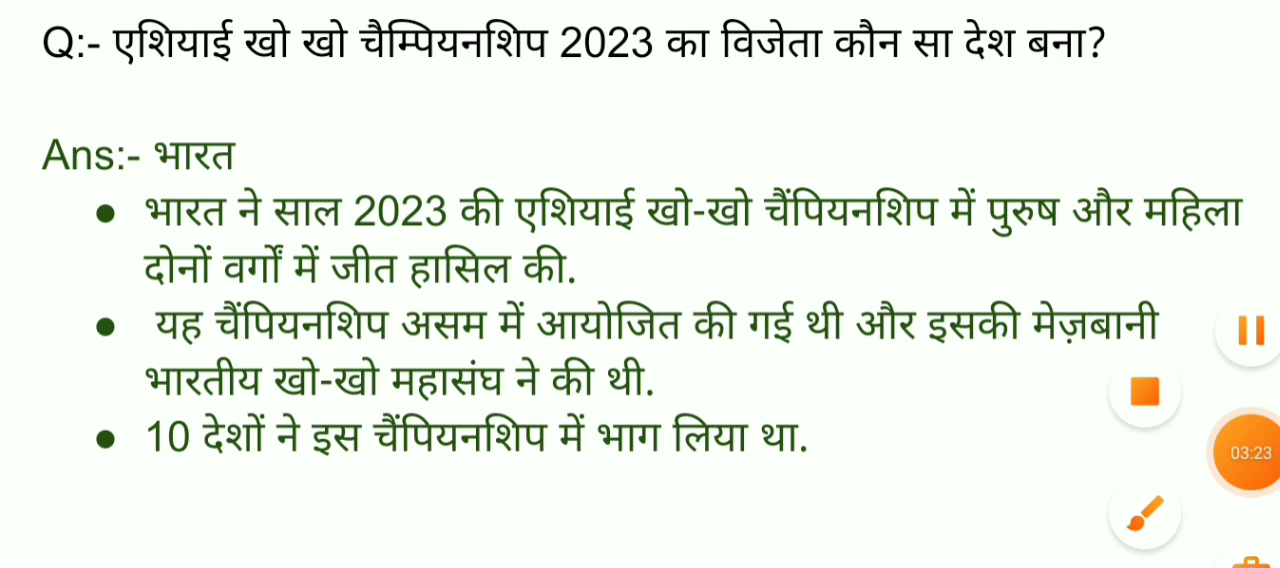 Q:- एशियाई खो खो चैम्पियनशिप 2023 का विजेता कौन सा देश बना?
Ans:- भारत
● भारत ने साल 2023 की एशियाई खो-खो चैंपियनशिप में पुरुष और महिला
दोनों वर्गों में जीत हासिल की.
● यह चैंपियनशिप असम में आयोजित की गई थी और इसकी मेज़बानी
भारतीय खो-खो महासंघ ने की थी.
● 10 देशों ने इस चैंपियनशिप में भाग लिया था.
03:23